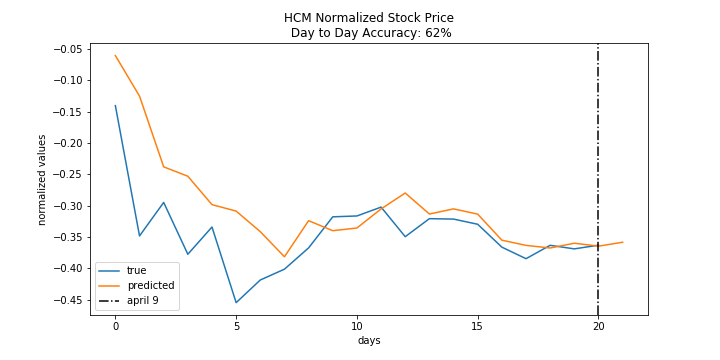 HCM Normalized Stock Price
Day to Day Accuracy: 62%
normalized values
−0.05
−0.10
−0.15
−0.20
−0.25
−0.30
−0.35
−0.40
−0.45
true
predicted
april 9
0
5
10
15
20
days